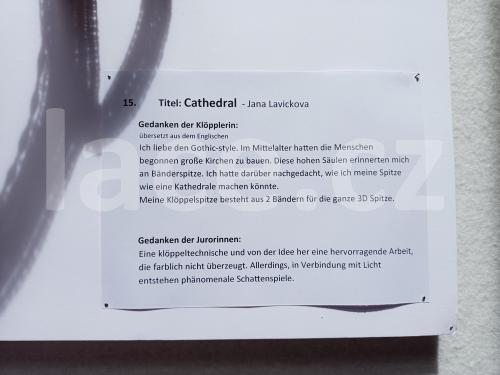 15. Titel: Cathedral - Jana Lavickova
Gedanken der Klöpplerin:
übersetzt aus dem Englischen
Ich liebe den Gothic-style. Im Mittelalter hatten die Menschen
begonnen große Kirchen zu bauen. Diese hohen Säulen erinnerten mich
an Bänderspitze. Ich hatte darüber nachgedacht, wie ich meine Spitze
wie eine Kathedrale machen könnte.
Meine Klöppelspitze besteht aus 2 Bändern für die ganze 3D Spitze.
Gedanken der Jurorinnen:
Eine klöppeltechnische und von der Idee her eine hervorragende Arbeit,
die farblich nicht überzeugt. Allerdings, in Verbindung mit Licht
entstehen phänomenale Schattenspiele.
lace.cz